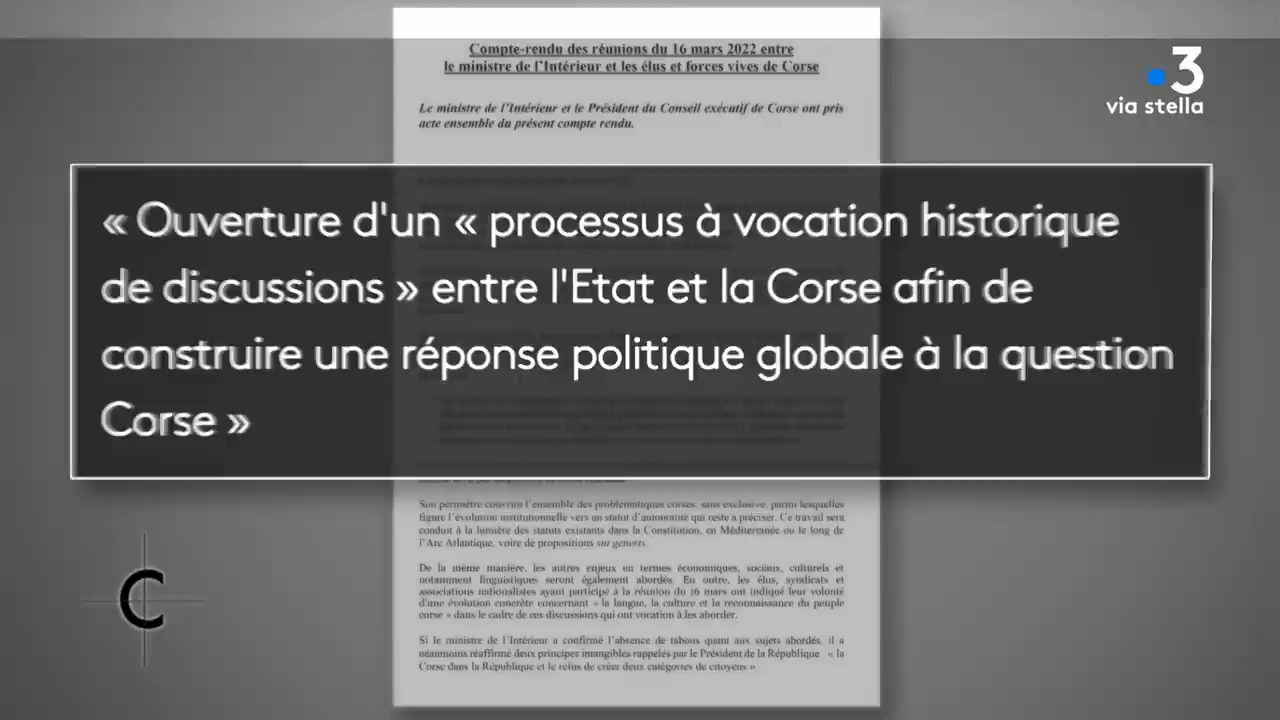 Compte-rendu des réunions du 16 mars 2022 entre
le ministre de l'Intérieur et les élus et forces vives de Corse
3
via stella
Le ministre de l'Intérieur et le Président du Conseil exécutif de Corse ont pris
acte ensemble du présent compte rendu.
« Ouverture d'un « processus à vocation historique
de discussions » entre l'Etat et la Corse afin de
construire une réponse politique globale à la question
Corse »
Son périmètre couvrira l'ensemble des problématiques corses, sans exclusive, parmi lesquelles
figure l'évolution institutionnelle vers un statut d'autonomie qui reste à préciser. Ce travail sera
conduit à la lumière des statuts existants dans la Constitution, en Méditerranée ou le long de
l'Arc Atlantique, voire de propositions sui generis.
De la même manière, les autres enjeux en termes économiques, sociaux, culturels et
notamment linguistiques seront également abordés. En outre, les élus, syndicats et
associations nationalistes ayant participé à la réunion du 16 mars ont indiqué leur volonté
d'une évolution concrète concernant « la langue, la culture et la reconnaissance du peuple
corse » dans le cadre de ces discussions qui ont vocation à les aborder.
Si le ministre de l'Intérieur a confirmé l'absence de tabous quant aux sujets abordés, il a
néanmoins réaffirmé deux principes intangibles rappelés par le Président de la République « la
Corse dans la République et le refus de créer deux catégories de citoyens »
C